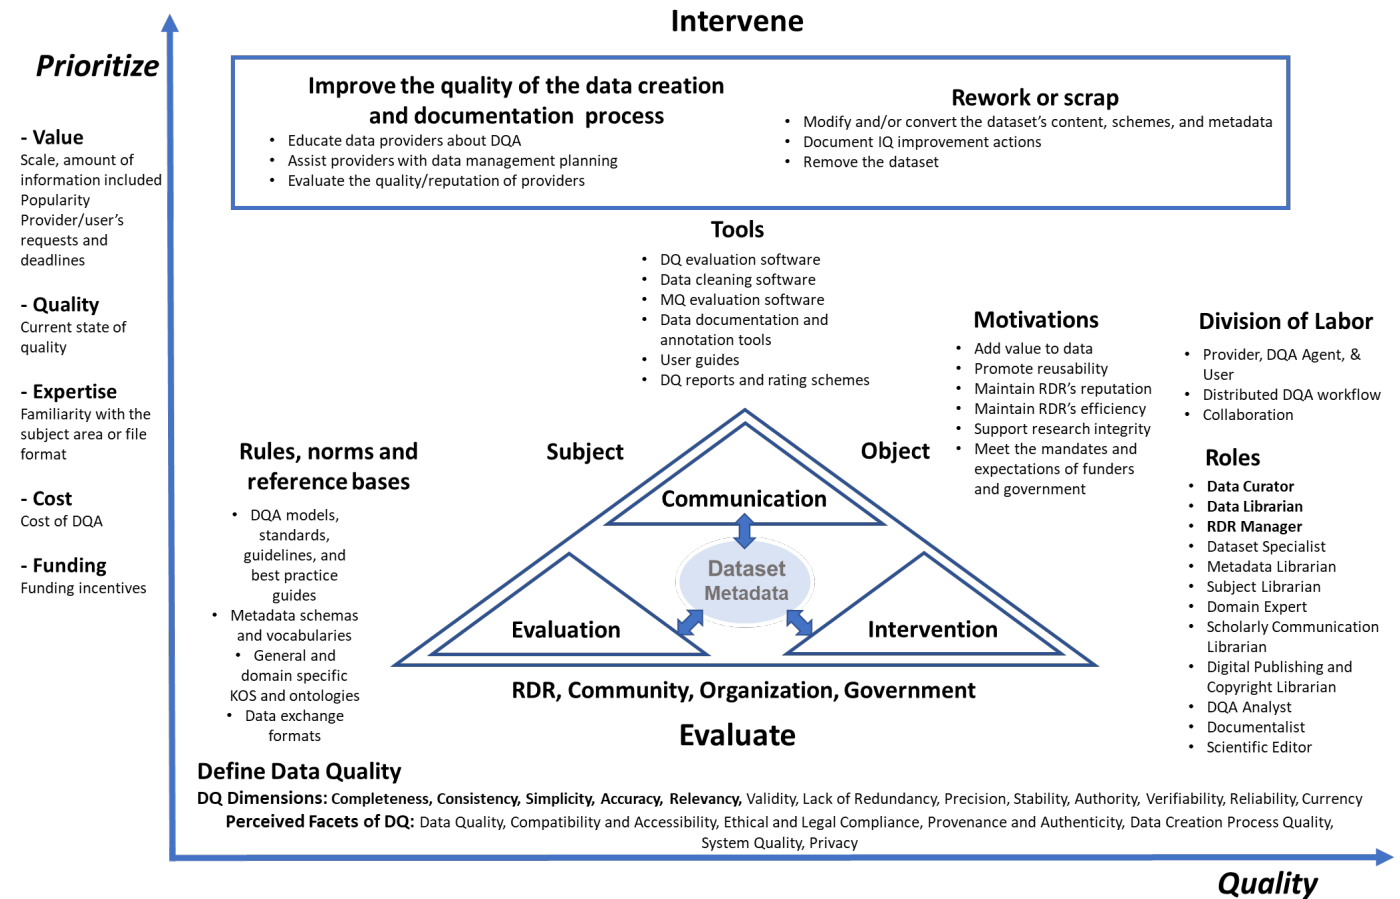 Intervene
Prioritize
- Value
Scale, amount of
information included
Popularity
Provider/user's
requests and
deadlines
- Quality
Current state of
quality
- Expertise
Familiarity with the
subject area or file
format
- Cost
Cost of DQA
- Funding
Funding incentives
Improve the quality of the data creation
and documentation process
• Educate data providers about DQA
• Assist providers with data management planning
• Evaluate the quality/reputation of providers
Rework or scrap
• Modify and/or convert the dataset's content, schemes, and metadata
• Document IQ improvement actions
• Remove the dataset
Tools
• DQ evaluation software
• Data cleaning software
• MQ evaluation software
• Data documentation and
annotation tools
• User guides
• DQ reports and rating schemes
Motivations
• Add value to data
• Promote reusability
• Maintain RDR's reputation
• Maintain RDR's efficiency
• Support research integrity
• Meet the mandates and
expectations of funders
and government
Division of Labor
• Provider, DQA Agent, &
User
• Distributed DQA workflow
• Collaboration
Roles
• Data Curator
• Data Librarian
• RDR Manager
• Dataset Specialist
• Metadata Librarian
• Subject Librarian
• Domain Expert
• Scholarly Communication
Librarian
• Digital Publishing and
Copyright Librarian
• DQA Analyst
• Documentalist
• Scientific Editor
Rules, norms and
reference bases
• DQA models,
standards,
guidelines, and
best practice
guides
• Metadata schemas
and vocabularies
• General and
domain specific
KOS and ontologies
• Data exchange
formats
Subject
Object
Communication
Dataset
Metadata
Evaluation
Intervention
RDR, Community, Organization, Government
Evaluate
Define Data Quality
DQ Dimensions: Completeness, Consistency, Simplicity, Accuracy, Relevancy, Validity, Lack of Redundancy, Precision, Stability, Authority, Verifiability, Reliability, Currency
Perceived Facets of DQ: Data Quality, Compatibility and Accessibility, Ethical and Legal Compliance, Provenance and Authenticity, Data Creation Process Quality,
System Quality, Privacy
Quality